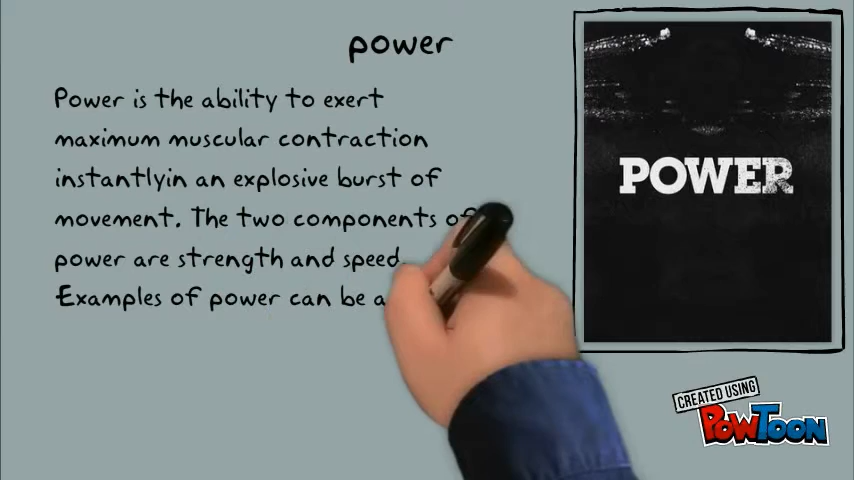 power
Power is the ability to exert
maximum muscular contraction
instantlyin an explosive burst of
movement. The two components of
power are strength and speed.
Examples of power can be a
POWER
CREATED USING
POWTOON